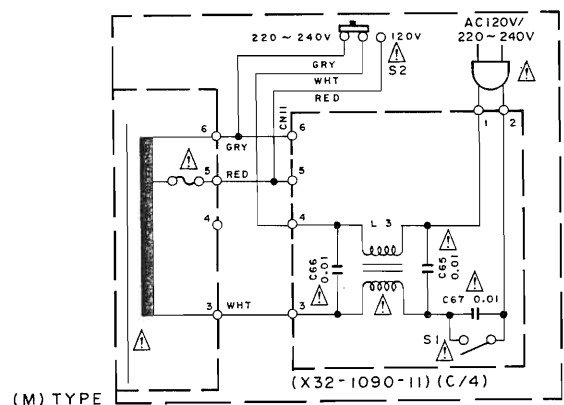 AC120V/
220~240V
220~240V
120V
S2
GRY
WHT
RED
CN11
1 2
6 6
GRY
5 RED 5
4 4
L 3
C66
0.01
C65
0.01
C67 0.01
3 WHT 3
S1
(X32-1090-11)(C/4)
(M) TYPE